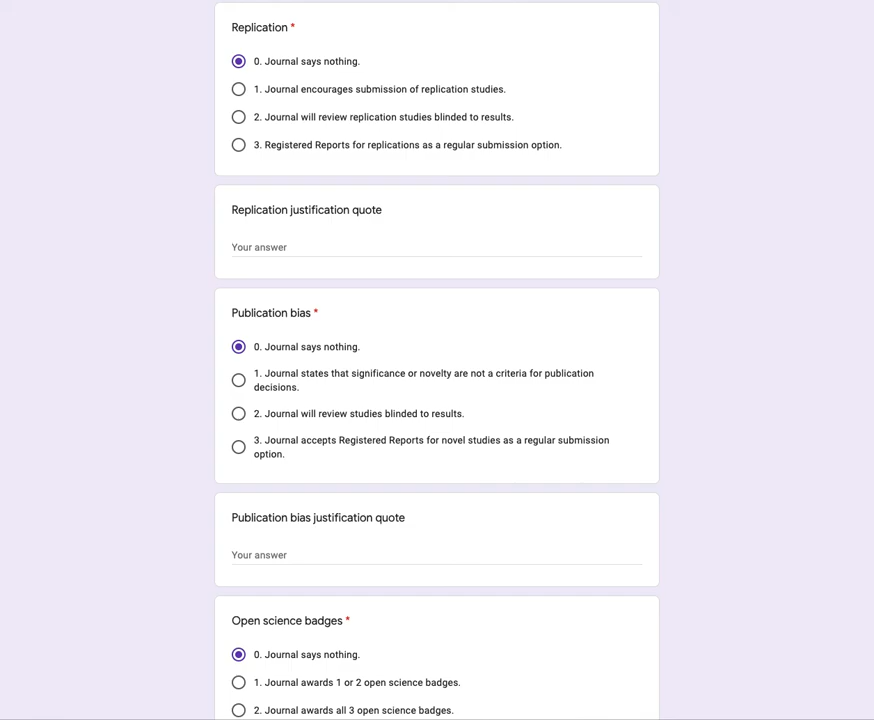 Replication *
0. Journal says nothing.
1. Journal encourages submission of replication studies.
2. Journal will review replication studies blinded to results.
3. Registered Reports for replications as a regular submission option.
Replication justification quote
Your answer
Publication bias *
0. Journal says nothing.
1. Journal states that significance or novelty are not a criteria for publication
decisions.
2. Journal will review studies blinded to results.
3. Journal accepts Registered Reports for novel studies as a regular submission
option.
Publication bias justification quote
Your answer
Open science badges *
0. Journal says nothing.
1. Journal awards 1 or 2 open science badges.
2. Journal awards all 3 open science badges.